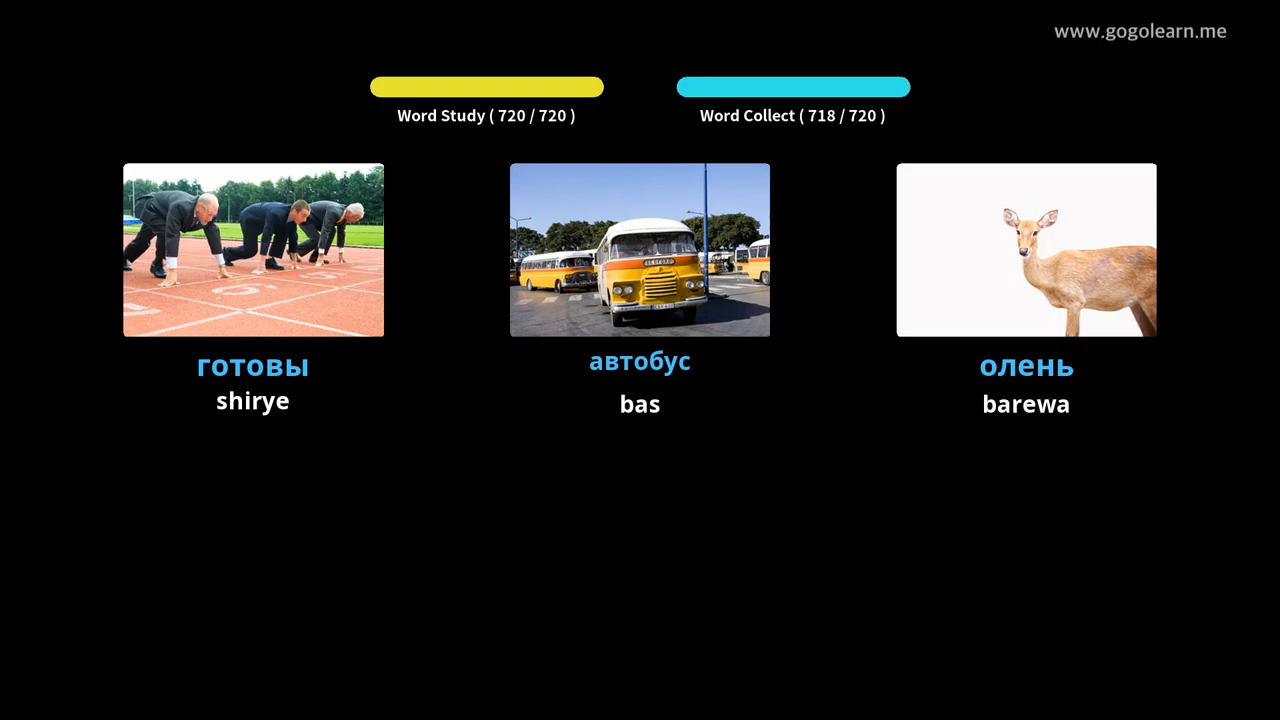 www.gogolearn.me
Word Study ( 720 / 720 )
Word Collect ( 718 / 720 )
готовы
shirye
автобус
bas
олень
barewa